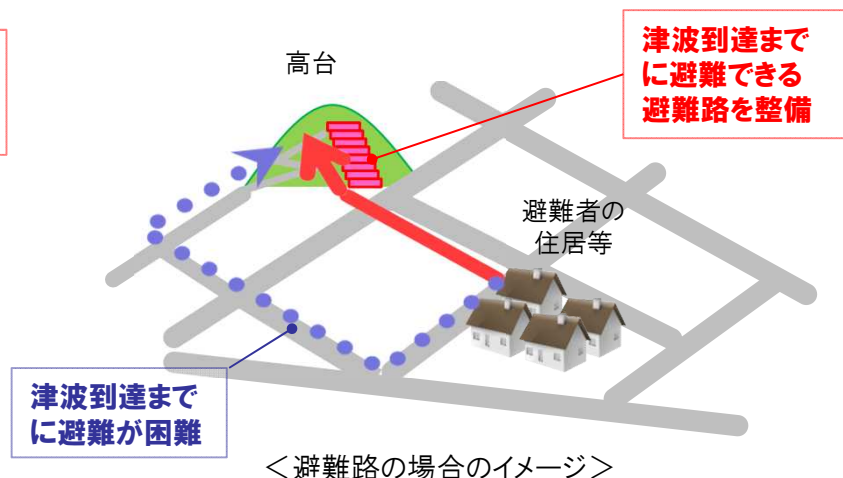 高台
津波到達まで
に避難できる
避難路を整備
避難者の
住居等
津波到達まで
に避難が困難
＜避難路の場合のイメージ＞